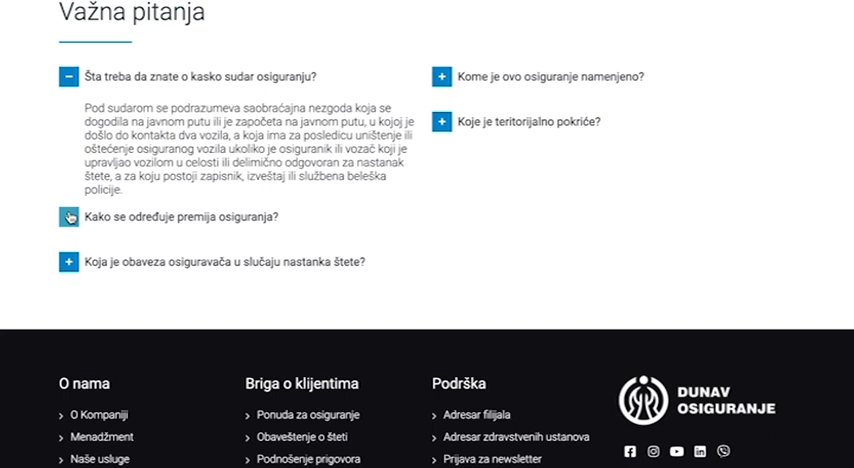 Važna pitanja
Šta treba da znate o kasko sudar osiguranju?
Pod sudarom se podrazumeva saobraćajna nezgoda koja se
dogodila na javnom putu ili je započeta na javnom putu, u kojoj je
došlo do kontakta dva vozila, a koja ima za posledicu uništenje ili
oštećenje osiguranog vozila ukoliko je osiguranik ili vozač koji je
upravljao vozilom u celosti ili delimično odgovoran za nastanak
štete, a za koju postoji zapisnik, izveštaj ili službena beleška
policije.
Kako se određuje premija osiguranja?
Koja je obaveza osiguravača u slučaju nastanka štete?
Kome je ovo osiguranje namenjeno?
Koje je teritorijalno pokriće?
O nama
O Kompaniji
Menadžment
Naše usluge
Briga o klijentima
Ponuda za osiguranje
Obaveštenje o šteti
Podnošenje prigovora
Podrška
Adresar filijala
Adresar zdravstvenih ustanova
Prijava za newsletter
DUNAV
OSIGURANJE